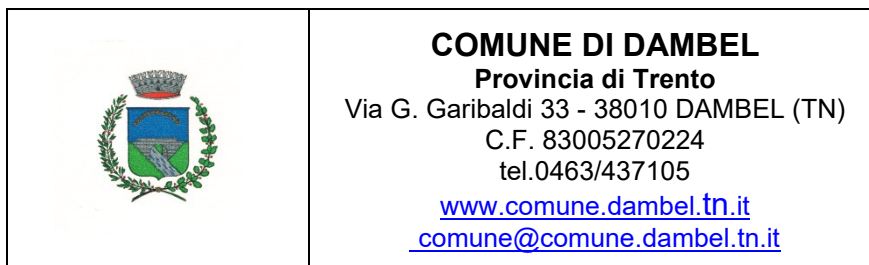 COMUNE DI DAMBEL
Provincia di Trento
Via G. Garibaldi 33 - 38010 DAMBEL (TN)
C.F. 83005270224
tel.0463/437105
www.comune.dambel.tn.it
comune@comune.dambel.tn.it